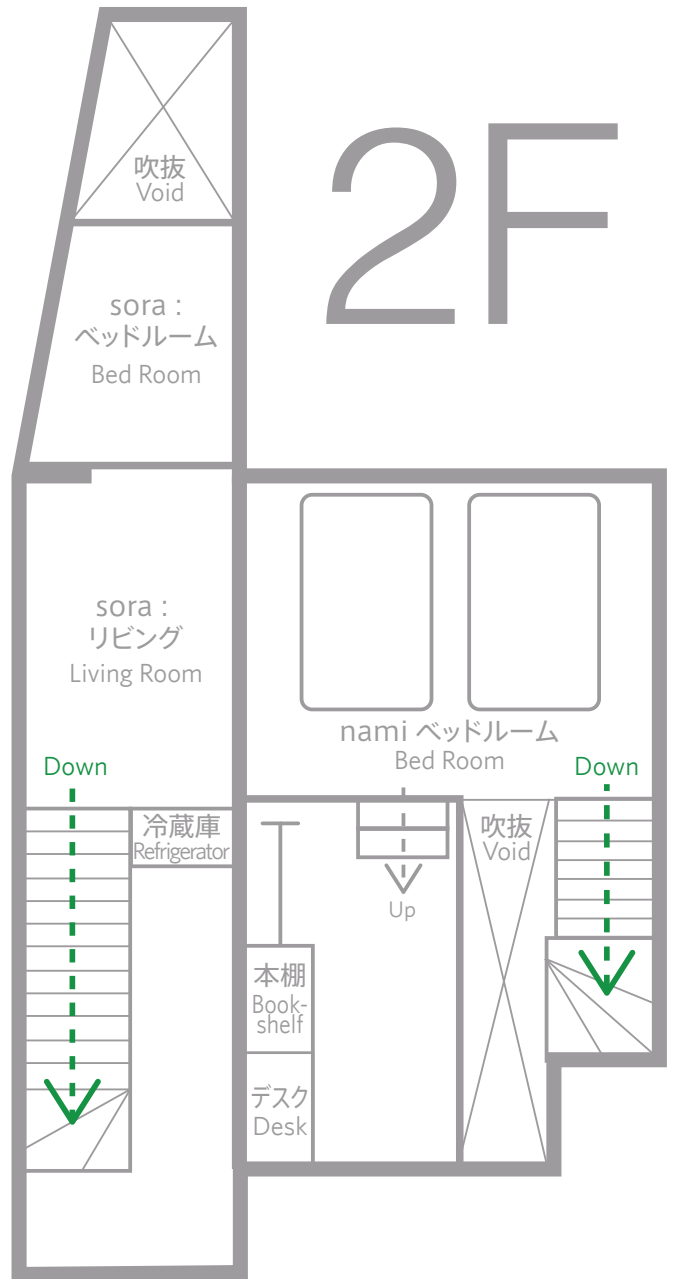 2F
吹抜
Void
sora :
ベッドルーム
Bed Room
sora :
リビング
Living Room
nami ベッドルーム
Bed Room
Down
Down
冷蔵庫
Refrigerator
吹抜
Void
Up
本棚
Book-
shelf
デスク
Desk